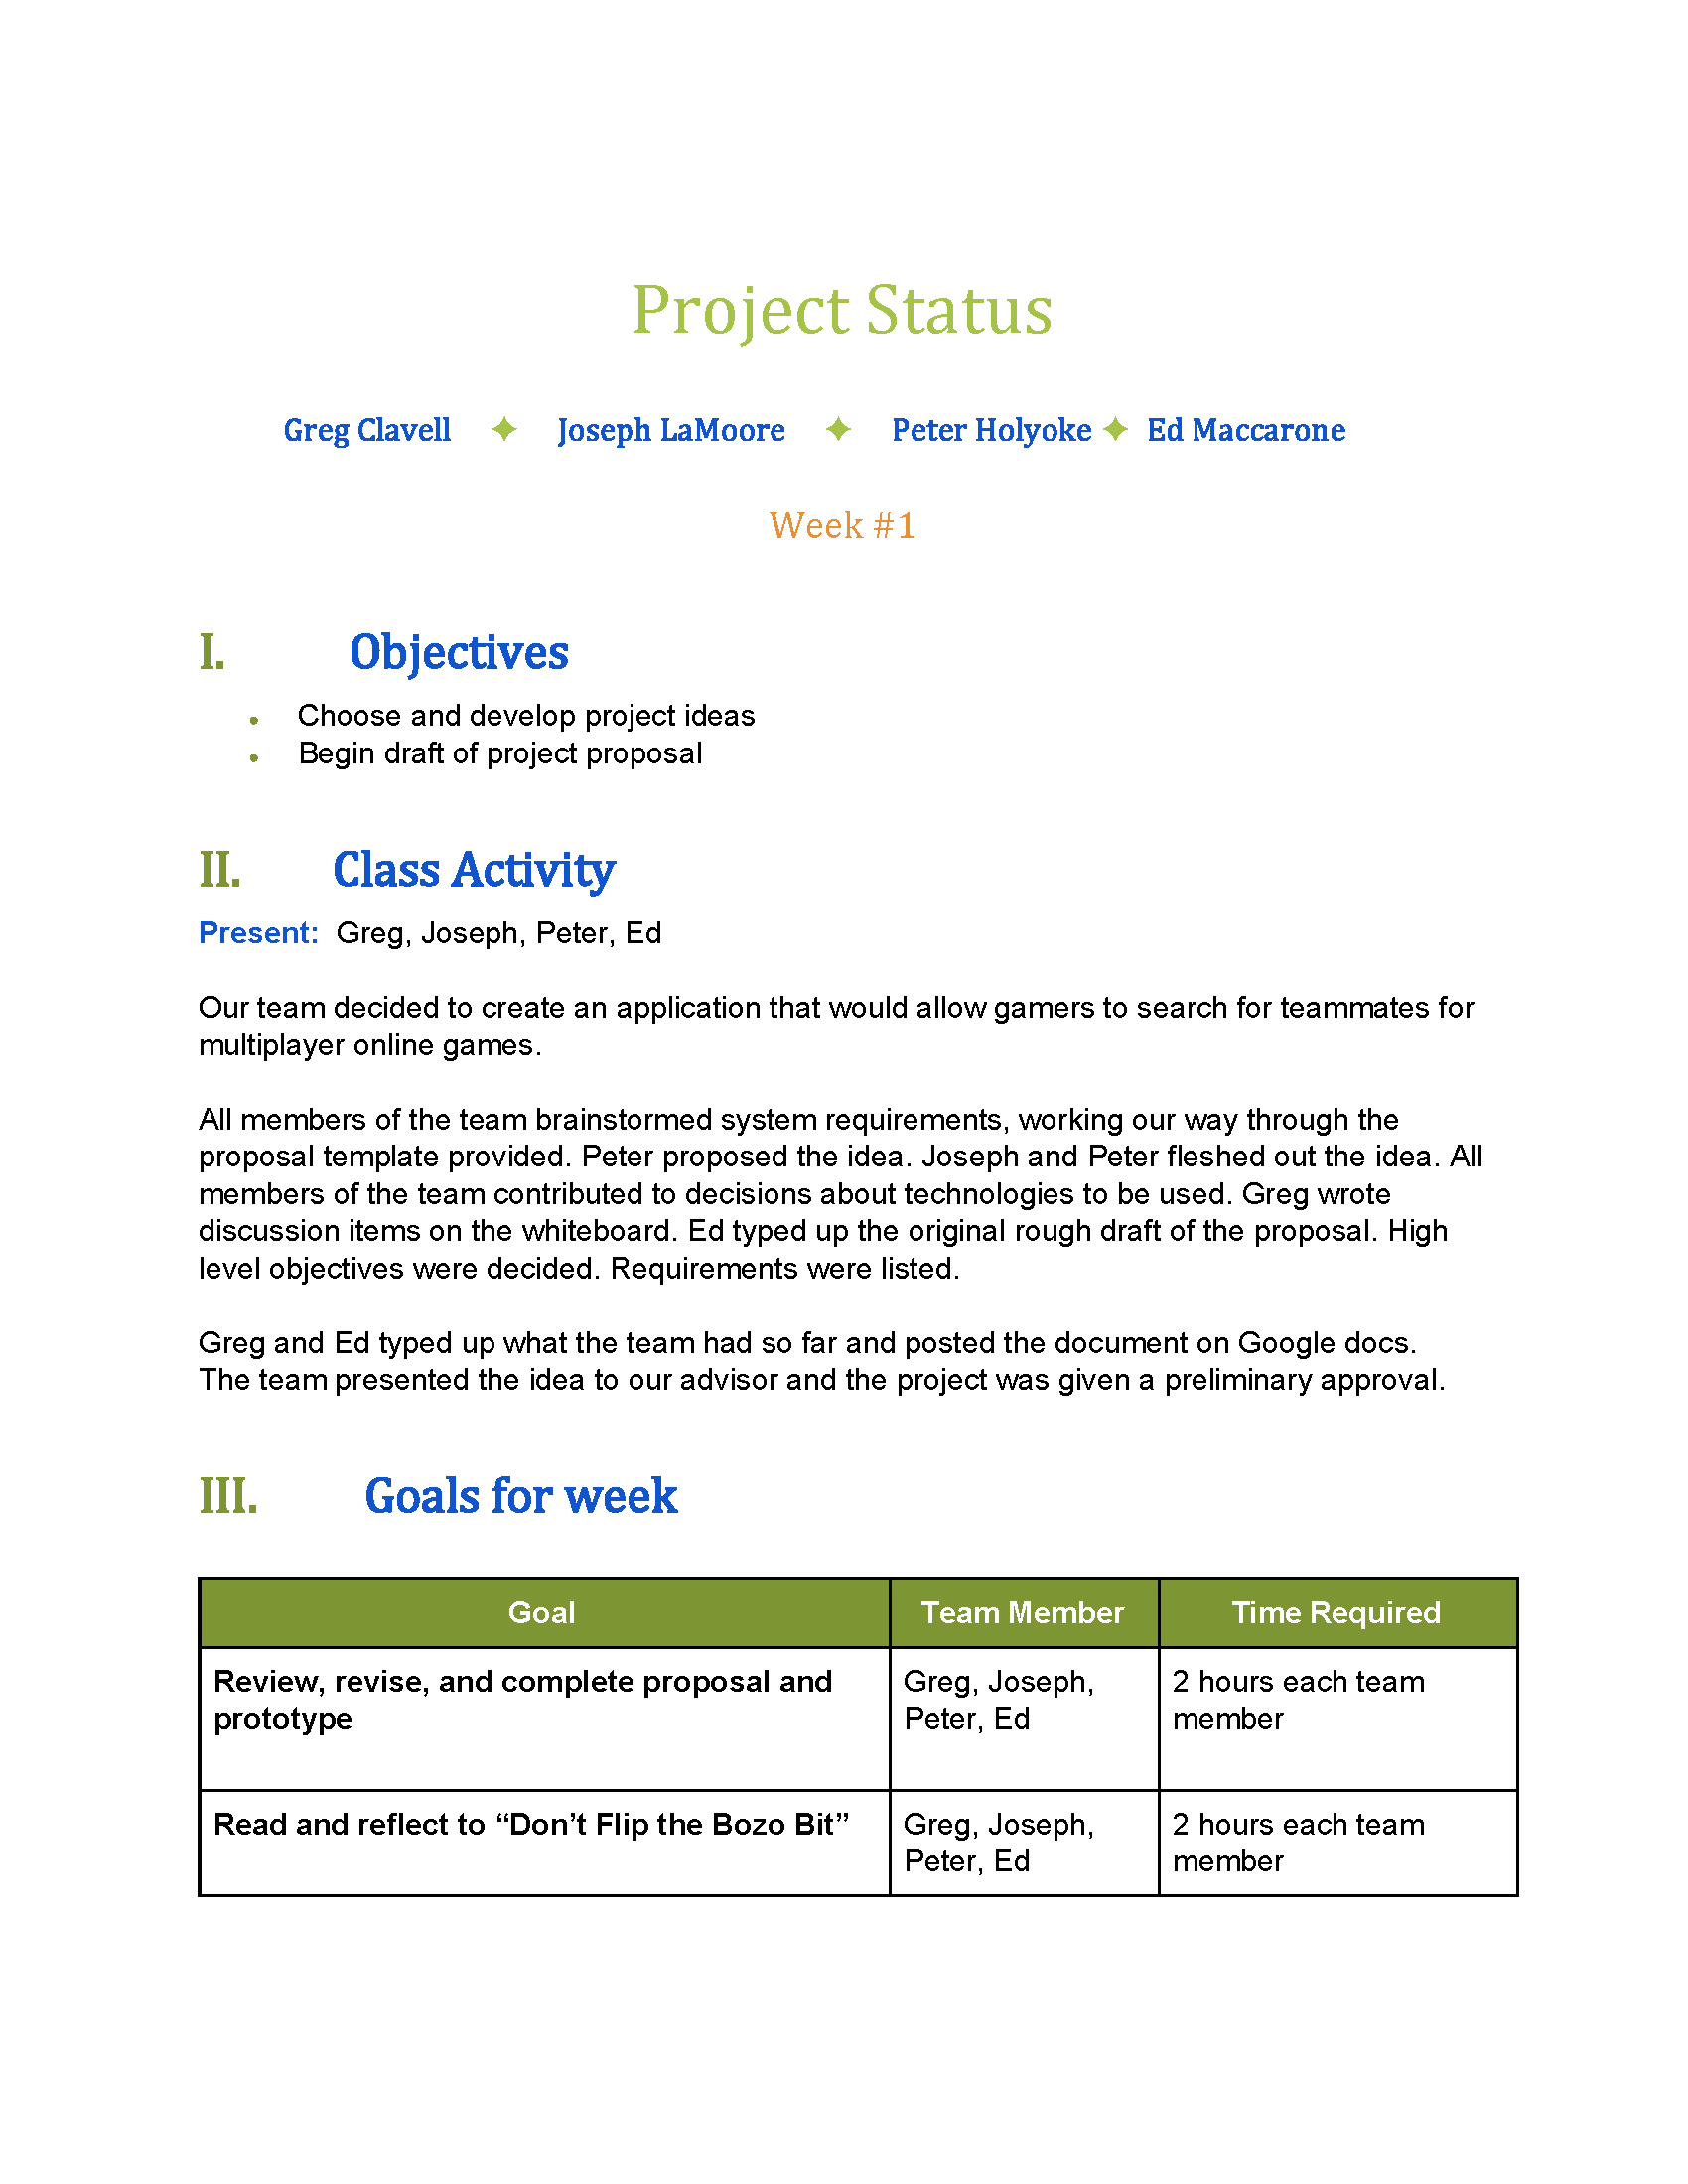 Project Status
Greg Clavell ✦ Joseph LaMoore ✦ Peter Holyoke ✦ Ed Maccarone
Week #1
I. Objectives
• Choose and develop project ideas
• Begin draft of project proposal
II. Class Activity
Present: Greg, Joseph, Peter, Ed
Our team decided to create an application that would allow gamers to search for teammates for
multiplayer online games.
All members of the team brainstormed system requirements, working our way through the
proposal template provided. Peter proposed the idea. Joseph and Peter fleshed out the idea. All
members of the team contributed to decisions about technologies to be used. Greg wrote
discussion items on the whiteboard. Ed typed up the original rough draft of the proposal. High
level objectives were decided. Requirements were listed.
Greg and Ed typed up what the team had so far and posted the document on Google docs.
The team presented the idea to our advisor and the project was given a preliminary approval.
III. Goals for week
Goal Team Member Time Required
Review, revise, and complete proposal and
prototype
Greg, Joseph,
Peter, Ed
2 hours each team
member
Read and reflect to “Don’t Flip the Bozo Bit”
Greg, Joseph,
Peter, Ed
2 hours each team
member